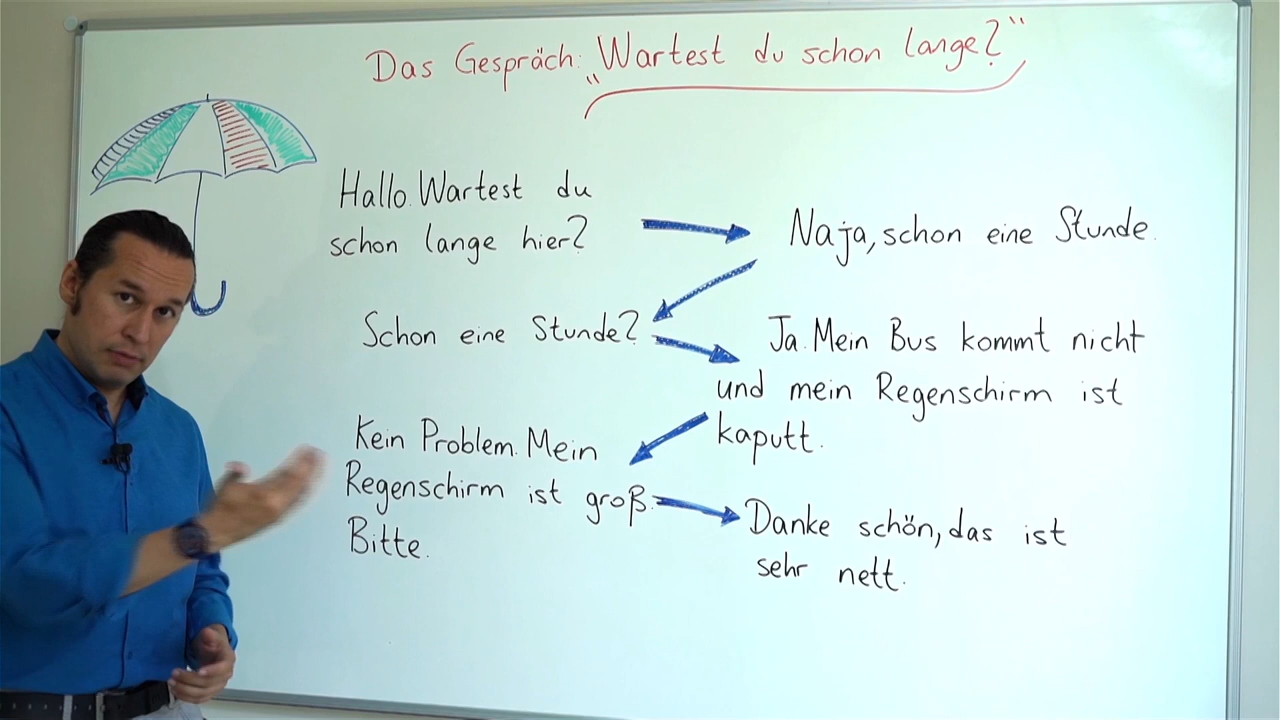 Das Gespräch: „Wartest du schon lange?“
Hallo. Wartest du
schon lange hier?
Naja, schon eine Stunde.
Schon eine Stunde?
Ja. Mein Bus kommt nicht
und mein Regenschirm ist
kaputt.
Kein Problem. Mein
Regenschirm ist groß.
Bitte.
Danke schön, das ist
sehr nett.